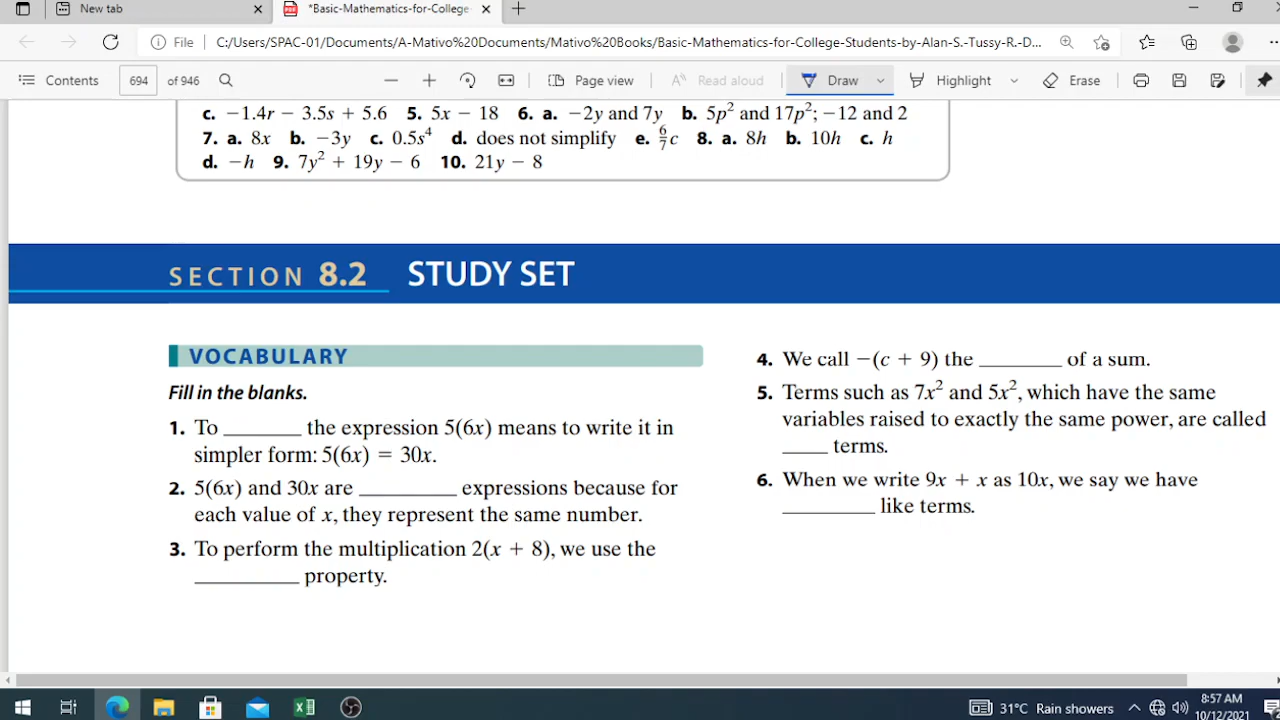 New tab
*Basic-Mathematics-for-College-
File
C:/Users/SPAC-01/Documents/A-Mativo%20Documents/Mativo%20Books/Basic-Mathematics-for-College-Students-by-Alan-S.-Tussy-R.-D...
Contents
694
of 946
Page view
Read aloud
Draw
Highlight
Erase
c. −1.4r − 3.5s + 5.6 5. 5x − 18 6. a. −2y and 7y b. 5p² and 17p²; −12 and 2
7. a. 8x b. −3y c. 0.5s⁴ d. does not simplify e. 6/7 c 8. a. 8h b. 10h c. h
d. −h 9. 7y² + 19y − 6 10. 21y − 8
SECTION 8.2 STUDY SET
VOCABULARY
Fill in the blanks.
1. To ________ the expression 5(6x) means to write it in
simpler form: 5(6x) = 30x.
2. 5(6x) and 30x are __________ expressions because for
each value of x, they represent the same number.
3. To perform the multiplication 2(x + 8), we use the
___________ property.
4. We call −(c + 9) the _________ of a sum.
5. Terms such as 7x² and 5x², which have the same
variables raised to exactly the same power, are called
_____ terms.
6. When we write 9x + x as 10x, we say we have
__________ like terms.
31°C Rain showers
8:57 AM
10/12/2021